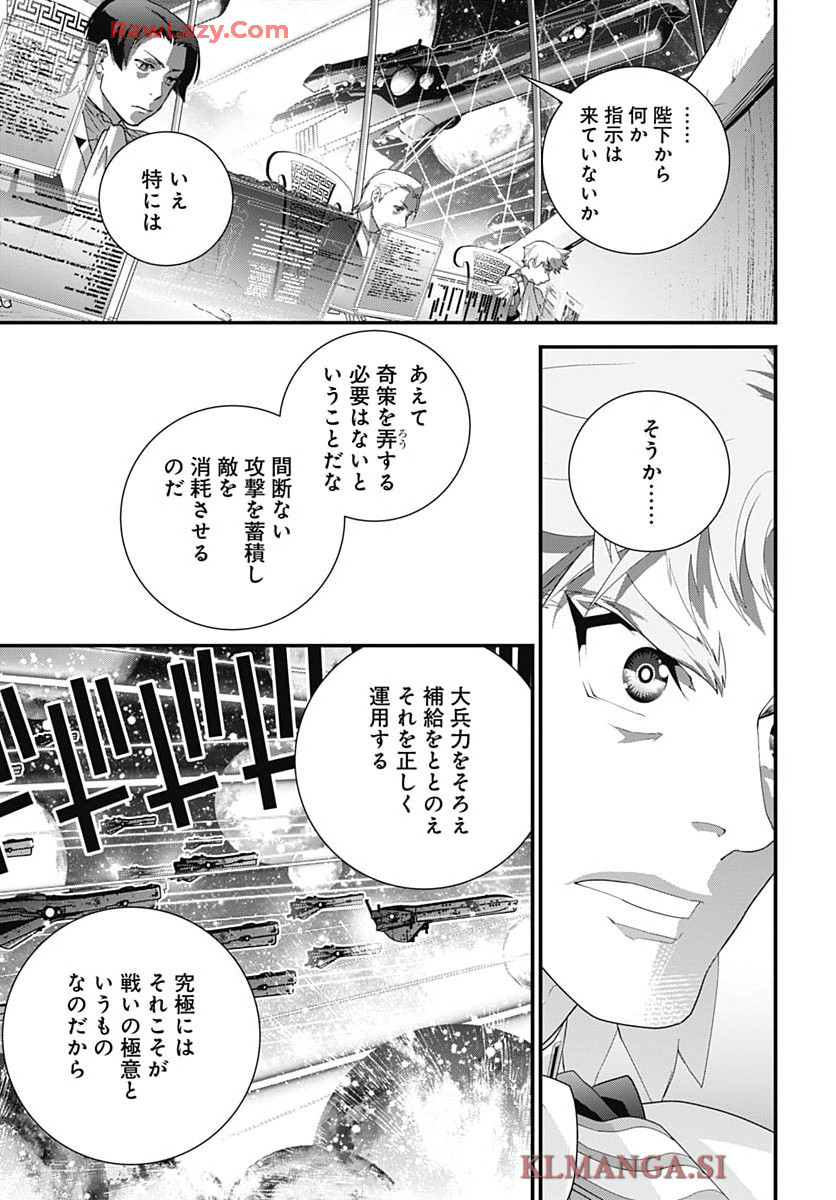 RawLazy.Com
……
陛下から
何か
指示は
来ていないか
いえ
特には
そうか……
あえて
奇策を弄する
ろう
必要はないと
いうことだな
間断ない
攻撃を蓄積し
敵を
消耗させる
のだ
大兵力をそろえ
補給をととのえ
それを正しく
運用する
究極には
それこそが
戦いの極意と
いうもの
なのだから
KLMANGA.SI